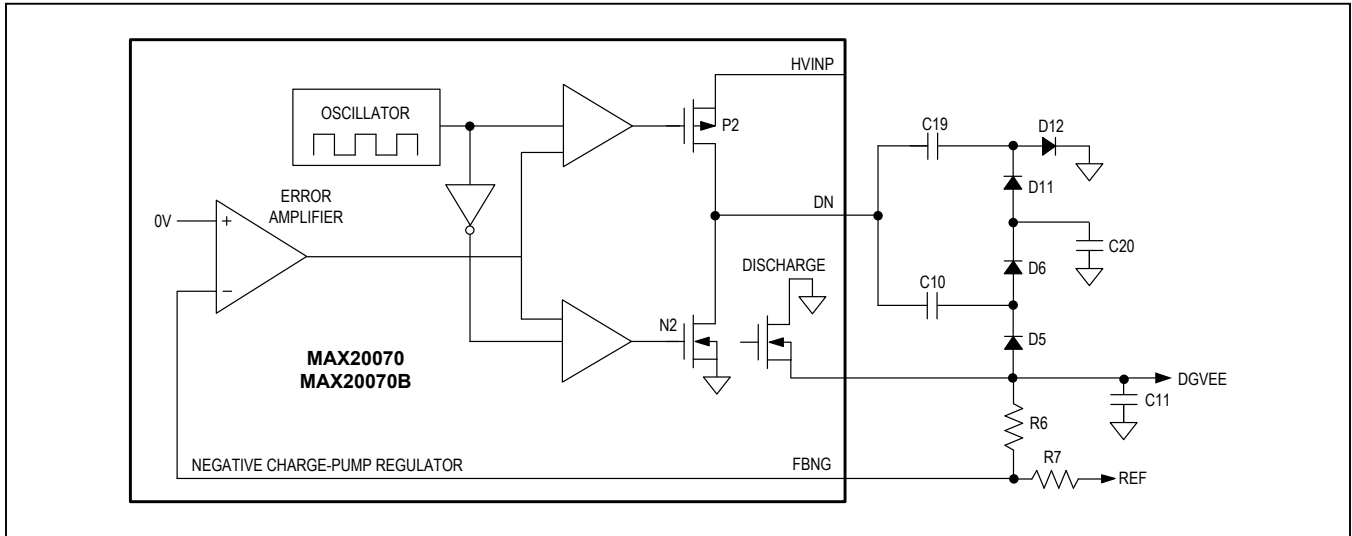 HVINP
OSCILLATOR
P2
C19
D12
D11
ERROR
AMPLIFIER
DN
0V
+
C20
DISCHARGE
D6
C10
−
N2
D5
MAX20070
MAX20070B
DGVEE
C11
R6
NEGATIVE CHARGE-PUMP REGULATOR
FBNG
R7
REF